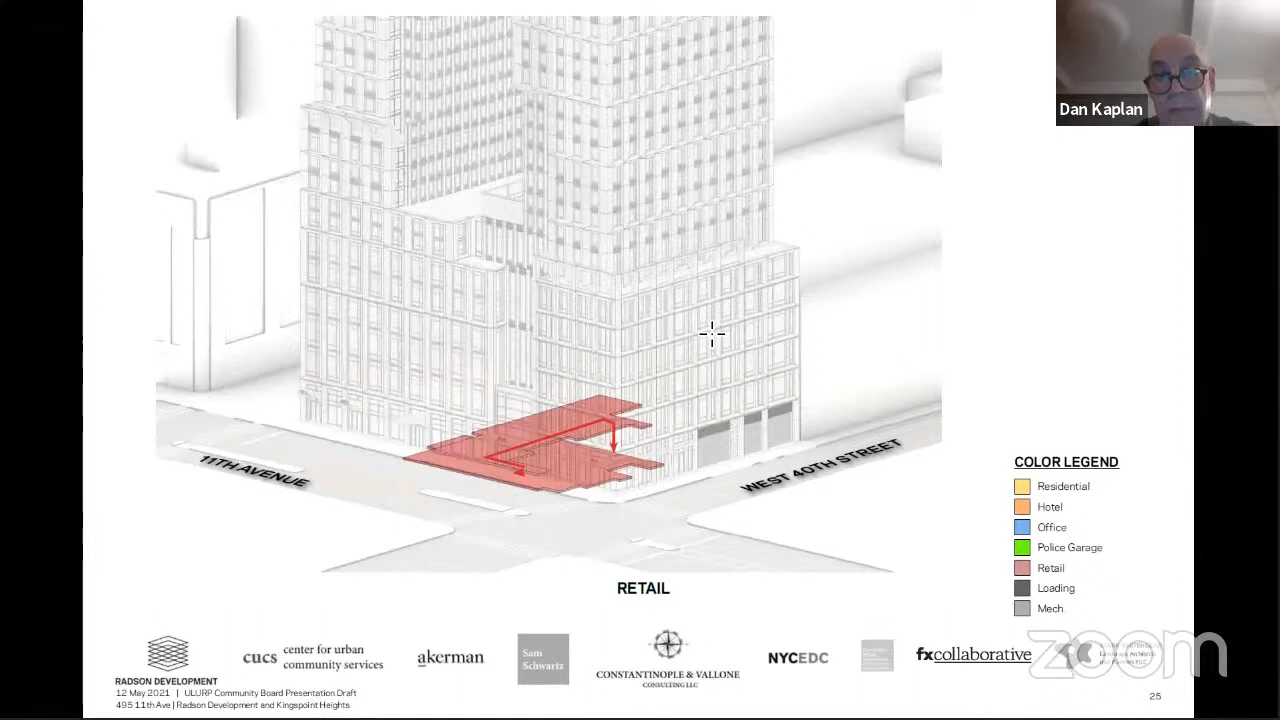 Dan Kaplan
11TH AVENUE
WEST 40TH STREET
COLOR LEGEND
Residential
Hotel
Office
Police Garage
Retail
Loading
Mech
RETAIL
RADSON DEVELOPMENT
cucs
center for urban
community services
akerman
Sam
Schwartz
CONSTANTINOPLE & VALLONE
CONSULTING LLC
NYCEDC
fxcollaborative
zoom
12 May 2021 | ULURP Community Board Presentation Draft
495 11th Ave | Radson Development and Kingspoint Heights
25